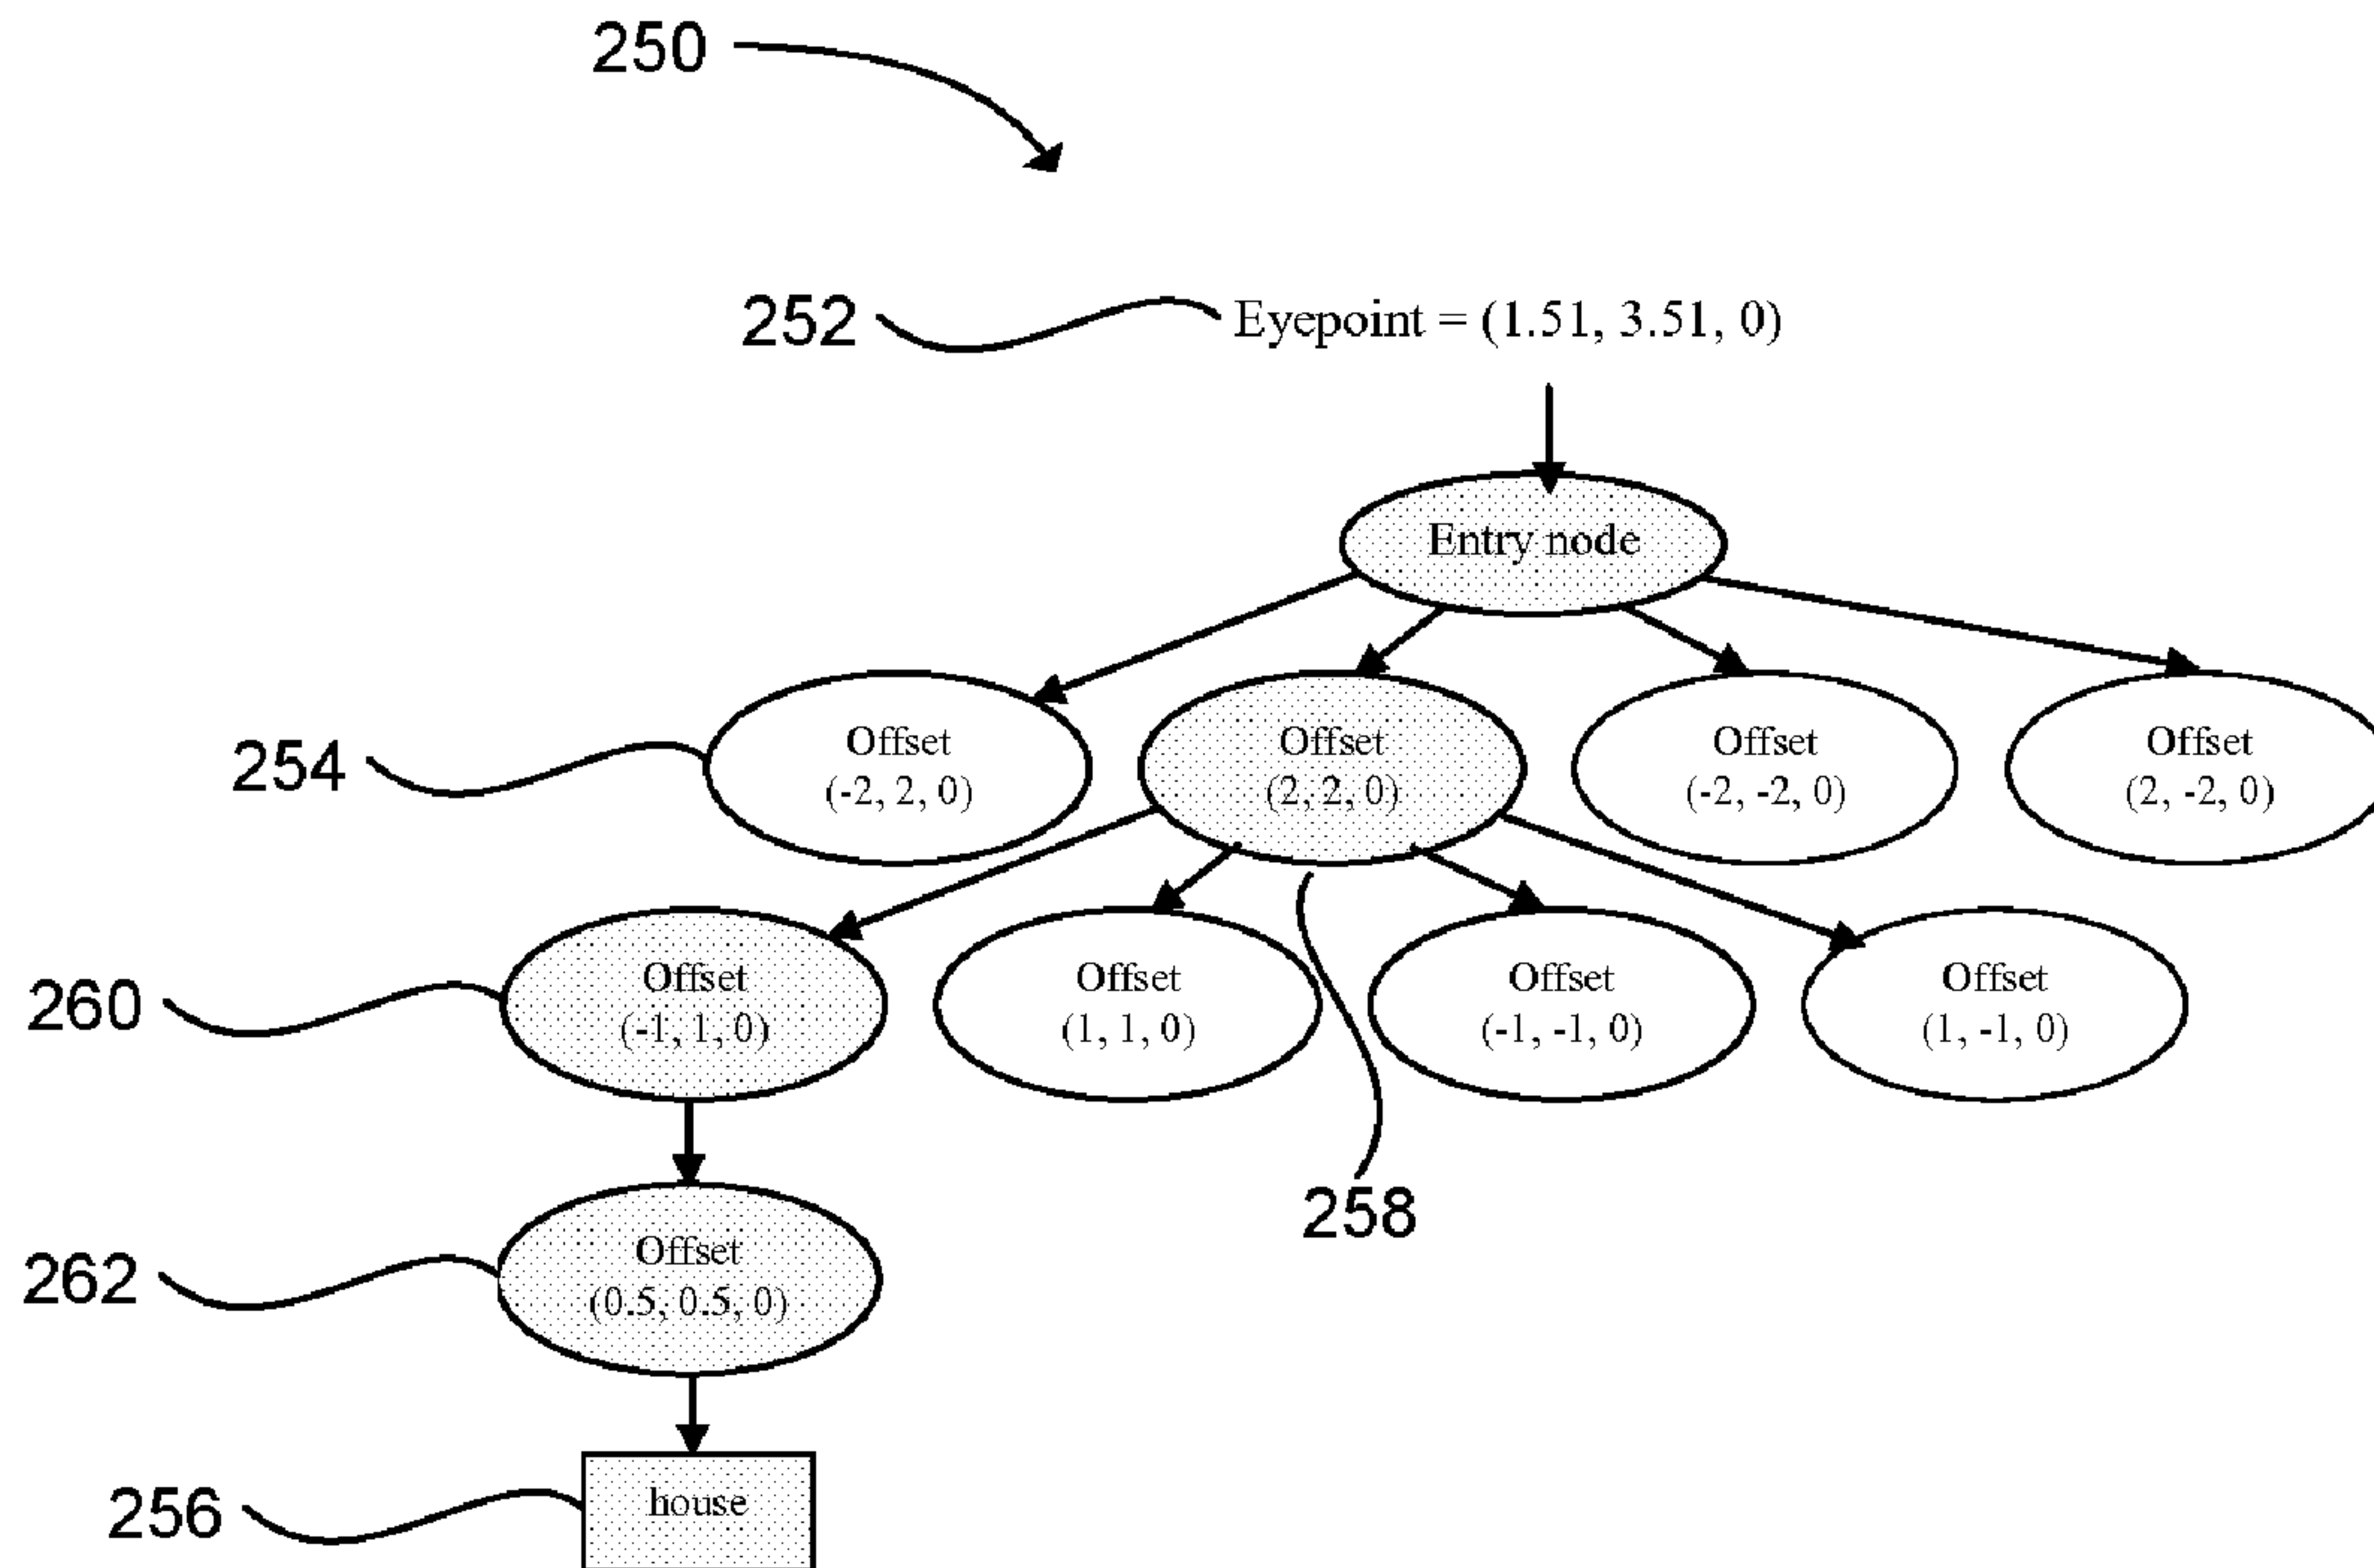 250
252
Eyepoint = (1.51, 3.51, 0)
Entry node
254
Offset
(-2, 2, 0)
Offset
(2, 2, 0)
Offset
(-2, -2, 0)
Offset
(2, -2, 0)
260
Offset
(-1, 1, 0)
Offset
(1, 1, 0)
Offset
(-1, -1, 0)
Offset
(1, -1, 0)
258
262
Offset
(0.5, 0.5, 0)
256
house